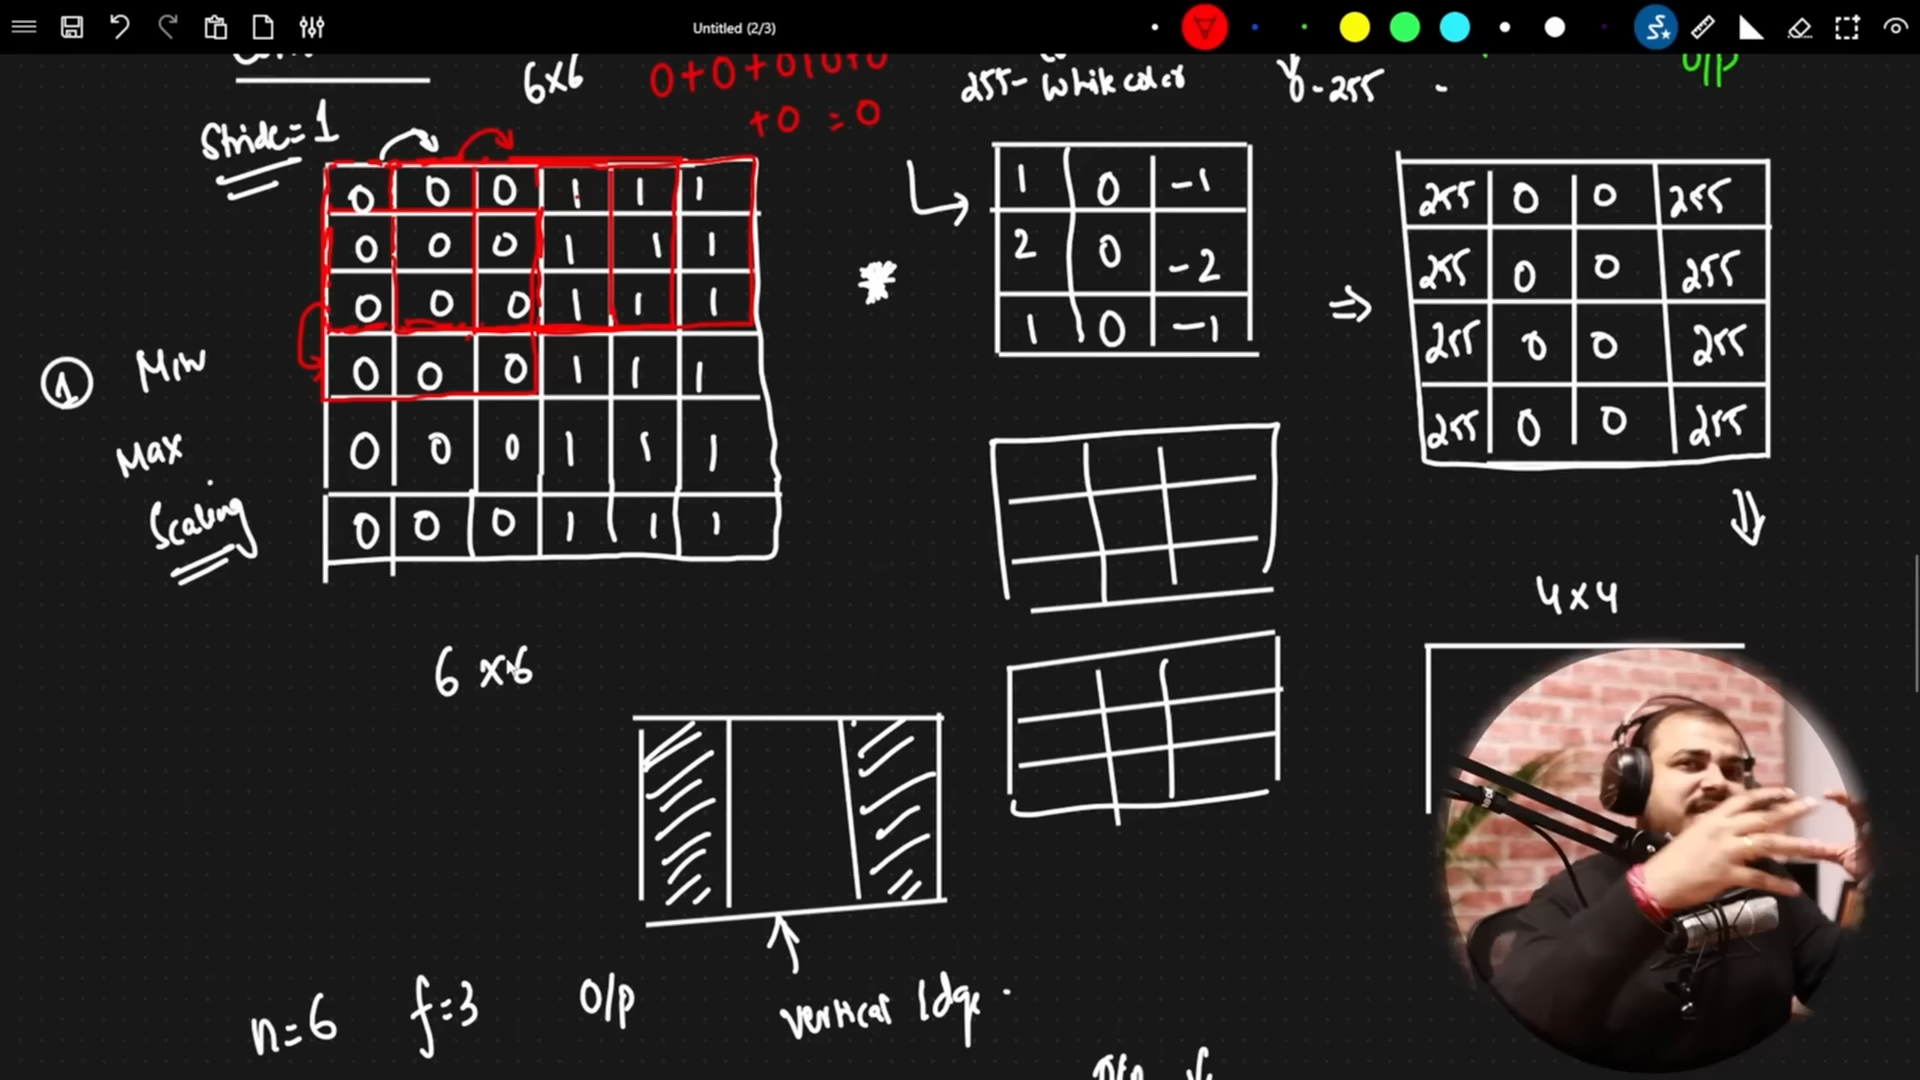 Untitled (2/3)
6x6
0+0+0+0+0
+0 = 0
255- White color
γ-255 -
O/P
Stride=1
0 0 0 1 1 1
0 0 0 1 1 1
0 0 0 1 1 1
0 0 0 1 1 1
0 0 0 1 1 1
0 0 0 1 1 1
*
1 0 -1
2 0 -2
1 0 -1
⇒
255 0 0 255
255 0 0 255
255 0 0 255
255 0 0 255
① Min
Max
Scaling
6 x 6
4 x 4
n=6 f=3 O/p
vertical Edge.